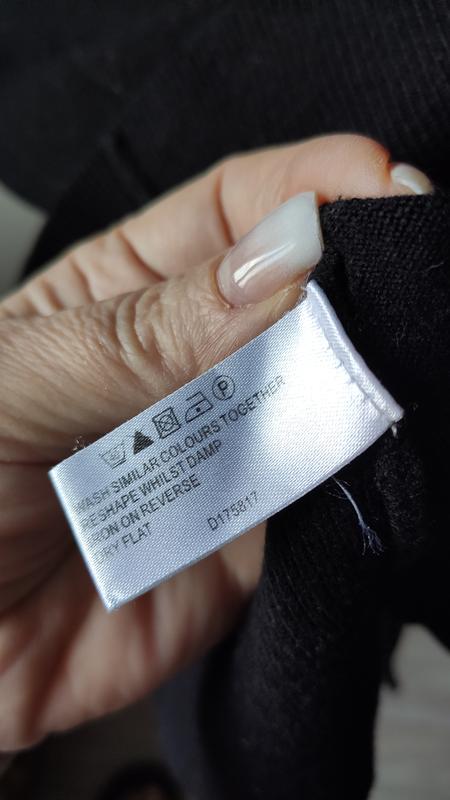 P
WASH SIMILAR COLOURS TOGETHER
RESHAPE WHILST DAMP
IRON ON REVERSE
DRY FLAT
D175817